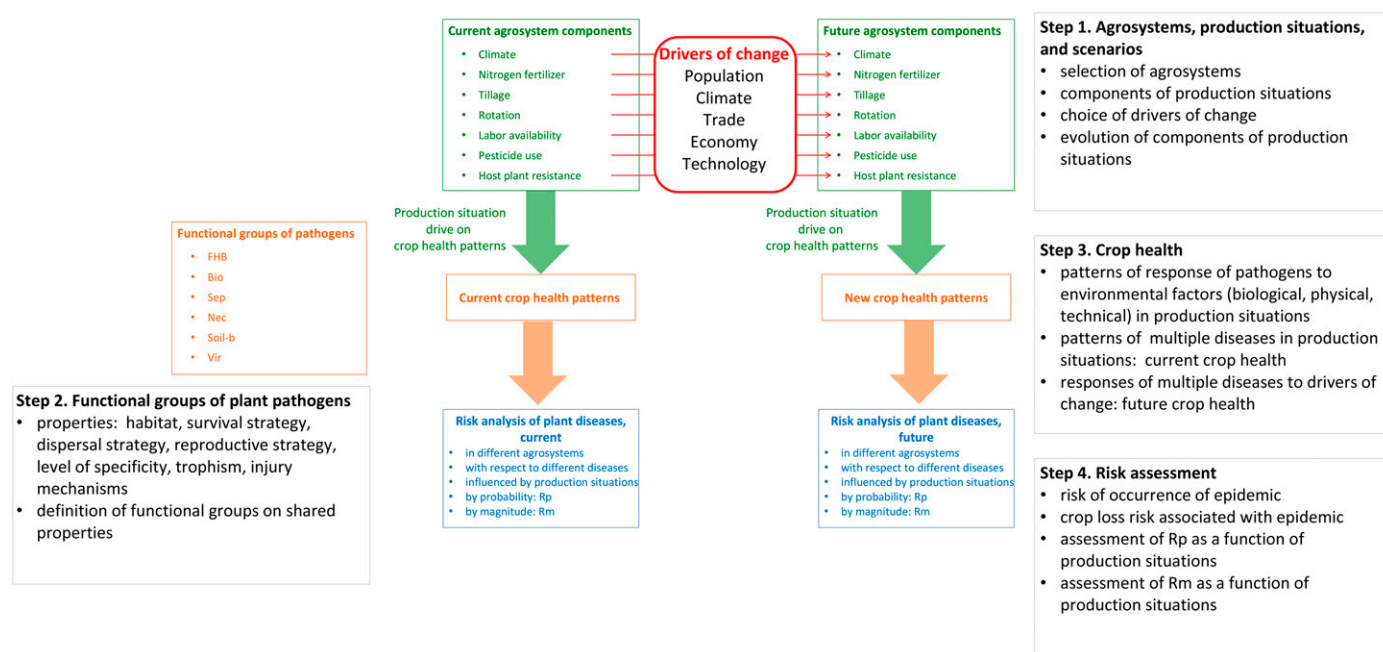 Current agrosystem components
• Climate
• Nitrogen fertilizer
• Tillage
• Rotation
• Labor availability
• Pesticide use
• Host plant resistance
Drivers of change
Population
Climate
Trade
Economy
Technology
Future agrosystem components
• Climate
• Nitrogen fertilizer
• Tillage
• Rotation
• Labor availability
• Pesticide use
• Host plant resistance
Step 1. Agrosystems, production situations,
and scenarios
• selection of agrosystems
• components of production situations
• choice of drivers of change
• evolution of components of production
situations
Production situation
drive on
crop health patterns
Production situation
drive on
crop health patterns
Functional groups of pathogens
• FHB
• Bio
• Sep
• Nec
• Soil-b
• Vir
Current crop health patterns
New crop health patterns
Step 3. Crop health
• patterns of response of pathogens to
environmental factors (biological, physical,
technical) in production situations
• patterns of multiple diseases in production
situations: current crop health
• responses of multiple diseases to drivers of
change: future crop health
Step 2. Functional groups of plant pathogens
• properties: habitat, survival strategy,
dispersal strategy, reproductive strategy,
level of specificity, trophism, injury
mechanisms
• definition of functional groups on shared
properties
Risk analysis of plant diseases,
current
• in different agrosystems
• with respect to different diseases
• influenced by production situations
• by probability: Rp
• by magnitude: Rm
Risk analysis of plant diseases,
future
• in different agrosystems
• with respect to different diseases
• influenced by production situations
• by probability: Rp
• by magnitude: Rm
Step 4. Risk assessment
• risk of occurrence of epidemic
• crop loss risk associated with epidemic
• assessment of Rp as a function of
production situations
• assessment of Rm as a function of
production situations